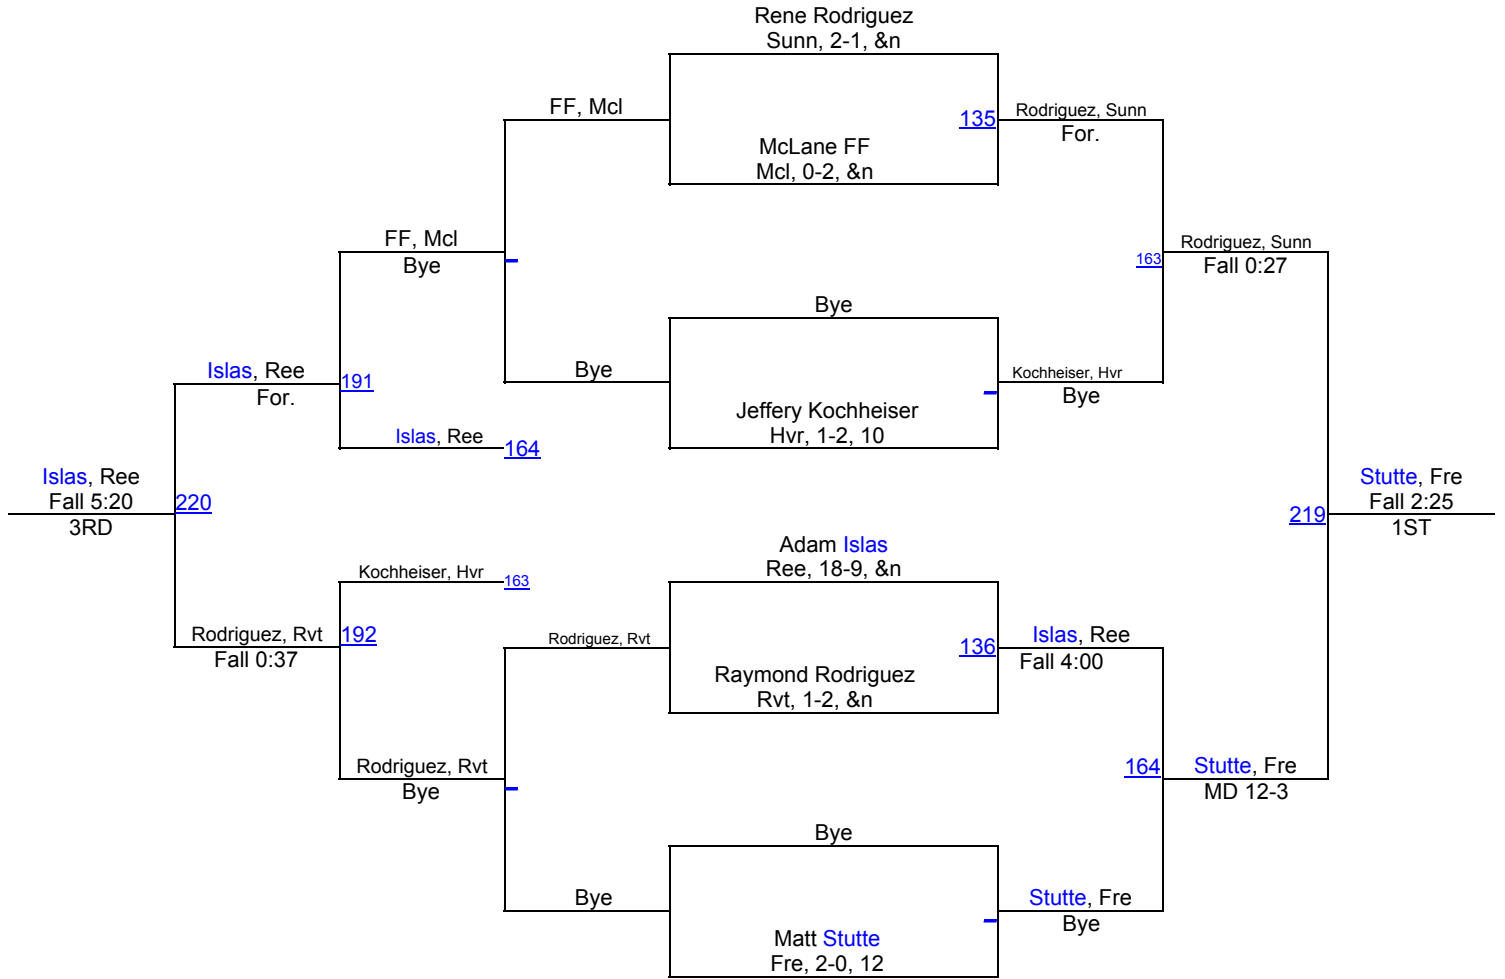 Rene Rodriguez
Sunn, 2-1, &n
FF, Mcl
135
Rodriguez, Sunn
For.
McLane FF
Mcl, 0-2, &n
FF, Mcl
Bye
Rodriguez, Sunn
163
Fall 0:27
Bye
Islas, Ree
For.
191
Bye
Kochheiser, Hvr
Bye
Jeffery Kochheiser
Hvr, 1-2, 10
Islas, Ree
164
Islas, Ree
Fall 5:20
3RD
220
Stutte, Fre
Fall 2:25
1ST
219
Adam Islas
Ree, 18-9, &n
Kochheiser, Hvr
163
Rodriguez, Rvt
Fall 0:37
192
Rodriguez, Rvt
136
Islas, Ree
Fall 4:00
Raymond Rodriguez
Rvt, 1-2, &n
Rodriguez, Rvt
Bye
164
Stutte, Fre
MD 12-3
Bye
Bye
Stutte, Fre
Bye
Matt Stutte
Fre, 2-0, 12